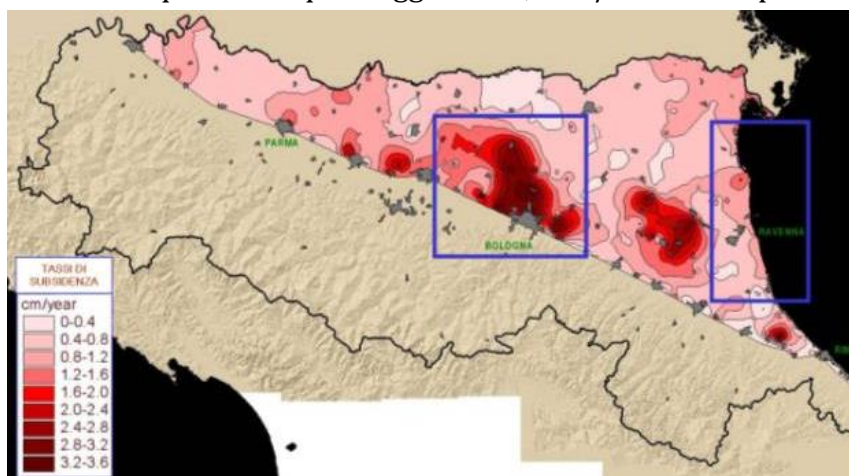 PARMA
BOLOGNA
RAVENNA
TASSI DI
SUBSIDENZA
cm/year
0-0.4
0.4-0.8
0.8-1.2
1.2-1.6
1.6-2.0
2.0-2.4
2.4-2.8
2.8-3.2
3.2-3.6